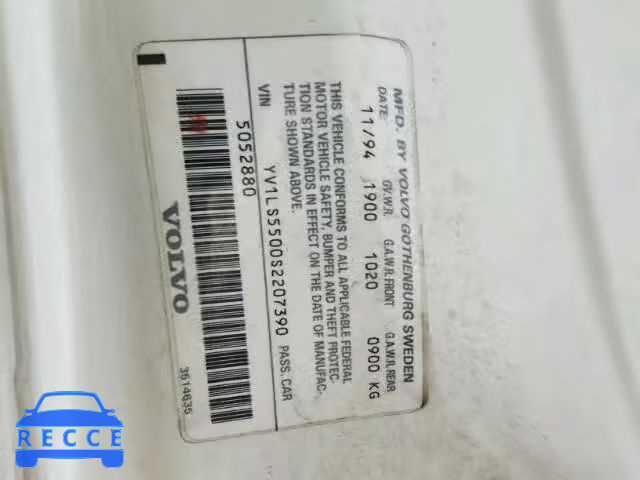 MFD. BY VOLVO GOTHENBURG SWEDEN
DATE: G.V.W.R. G.A.W.R. FRONT G.A.W.R. REAR
11/94 1900 1020 0900 KG
THIS VEHICLE CONFORMS TO ALL APPLICABLE FEDERAL
MOTOR VEHICLE SAFETY, BUMPER AND THEFT PROTEC-
TION STANDARDS IN EFFECT ON THE DATE OF MANUFAC-
TURE SHOWN ABOVE.
VIN YV1LS5500S2207390 PASS. CAR
5052880
VOLVO
3514635
RECCE